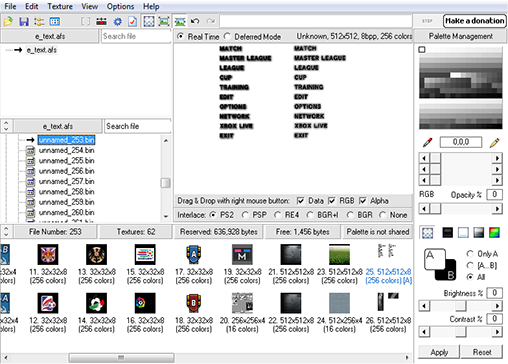 File Edit Texture View Options Help
STEP Make a donation
e_text.afs Search file
e_text.afs
Real Time Deferred Mode Unknown, 512x512, 8bpp, 256 colors
Palette Management
MATCH MATCH
MASTER LEAGUE MASTER LEAGUE
LEAGUE LEAGUE
CUP CUP
TRAINING TRAINING
EDIT EDIT
OPTIONS OPTIONS
NETWORK NETWORK
XBOX LIVE XBOX LIVE
EXIT EXIT
e_text.afs Search file
unnamed_253.bin
unnamed_254.bin
unnamed_255.bin
unnamed_256.bin
unnamed_257.bin
unnamed_258.bin
unnamed_259.bin
unnamed_260.bin
0,0,0
RGB Opacity % 0
Drag & Drop with right mouse button: Data RGB Alpha
Interlace: PS2 PSP RE4 BGR+I BGR None
File Number: 253 Textures: 62 Reserved: 636,928 bytes Free: 1,456 bytes Palette is not shared
11. 32x32x8 13. 32x32x8 15. 32x32x8 17. 32x32x8 19. 32x32x8 21. 512x512x8 23. 512x512x8 25. 512x512x8
(256 colors) (256 colors) (256 colors) (256 colors) (256 colors) (256 colors) (256 colors) (256 colors) [A]
12. 32x32x8 14. 32x32x8 16. 32x32x8 18. 32x32x8 20. 256x256x4 22. 512x512x8 24. 512x512x4 26. 512x512x8
(256 colors) (256 colors) (256 colors) (256 colors) (16 colors) (256 colors) (16 colors) (256 colors)
A
B
Only A
[A...B]
All
Brightness % 0
Contrast % 0
Apply Reset